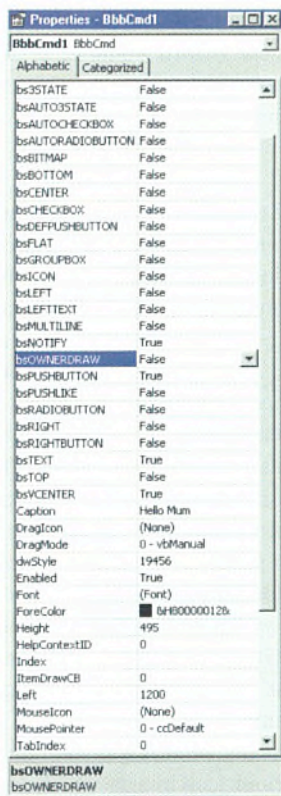 Properties - BbbCmd1
BbbCmd1 BbbCmd
Alphabetic Categorized
bs3STATE False
bsAUTO3STATE False
bsAUTOCHECKBOX False
bsAUTORADIOBUTTON False
bsBITMAP False
bsBOTTOM False
bsCENTER False
bsCHECKBOX False
bsDEFPUSHBUTTON False
bsFLAT False
bsGROUPBOX False
bsICON False
bsLEFT False
bsLEFTTEXT False
bsMULTILINE False
bsNOTIFY True
bsOWNERDRAW False
bsPUSHBUTTON True
bsPUSHLIKE False
bsRADIOBUTTON False
bsRIGHT False
bsRIGHTBUTTON False
bsTEXT True
bsTOP False
bsVCENTER True
Caption Hello Mum
DragIcon (None)
DragMode 0 - vbManual
dwStyle 19456
Enabled True
Font (Font)
ForeColor &H80000012&
Height 495
HelpContextID 0
Index
ItemDrawCB 0
Left 1200
MouseIcon (None)
MousePointer 0 - ccDefault
TabIndex 0
bsOWNERDRAW
bsOWNERDRAW